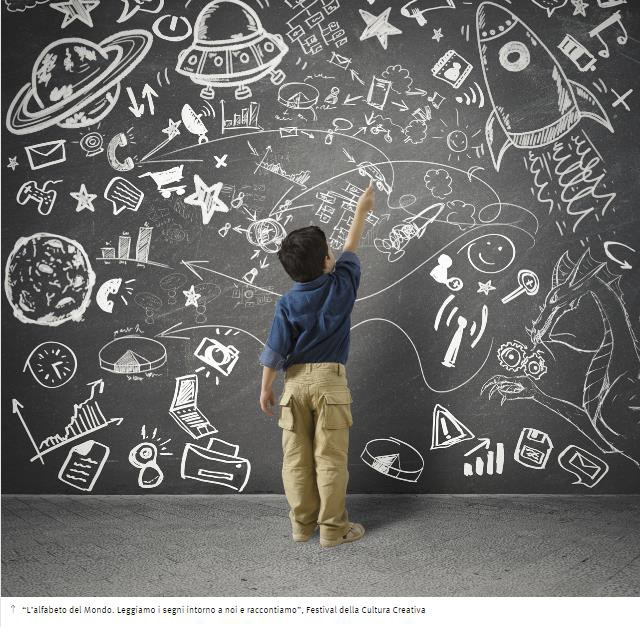 ↑ "L'alfabeto del Mondo. Leggiamo i segni intorno a noi e raccontiamo", Festival della Cultura Creativa